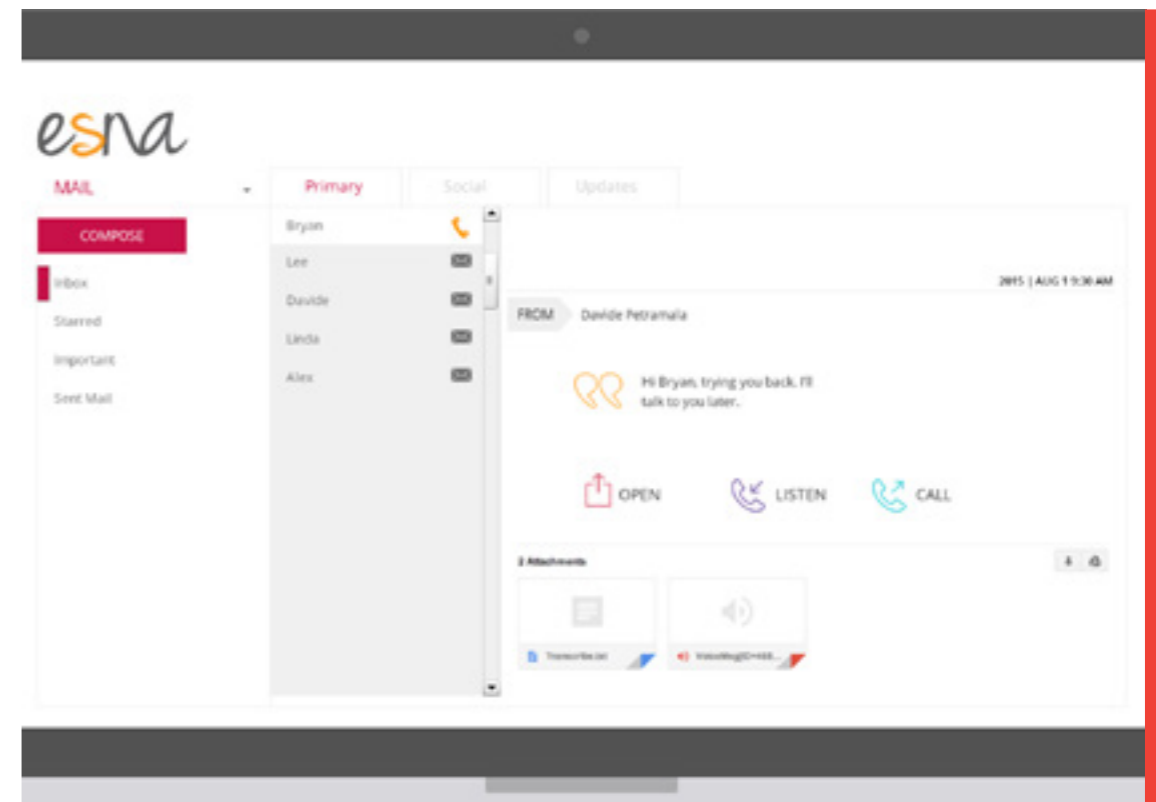 esna
MAIL
Primary
Social
Updates
COMPOSE
Inbox
Starred
Important
Sent Mail
Bryan
Lee
Davide
Linda
Alex
2015 | AUG 1 9:30 AM
FROM Davide Petramala
Hi Bryan, trying you back. I'll
talk to you later.
OPEN
LISTEN
CALL
2 Attachments
Transcribe.txt